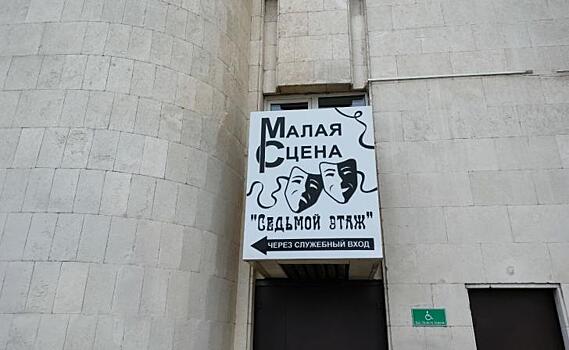 МАЛАЯ
СЦЕНА
"СЕДЬМОЙ ЭТАЖ"
ЧЕРЕЗ СЛУЖЕБНЫЙ ВХОД